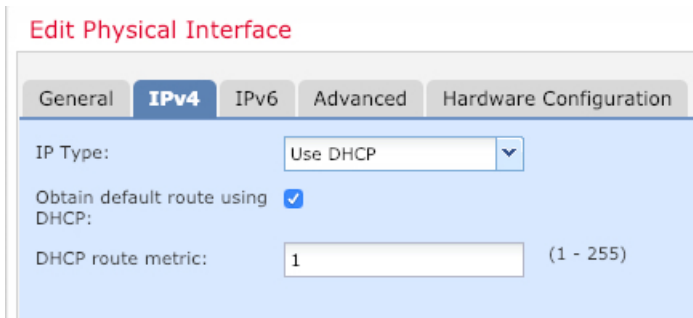 Edit Physical Interface
General IPv4 IPv6 Advanced Hardware Configuration
IP Type: Use DHCP
Obtain default route using
DHCP:
DHCP route metric: 1 (1 - 255)